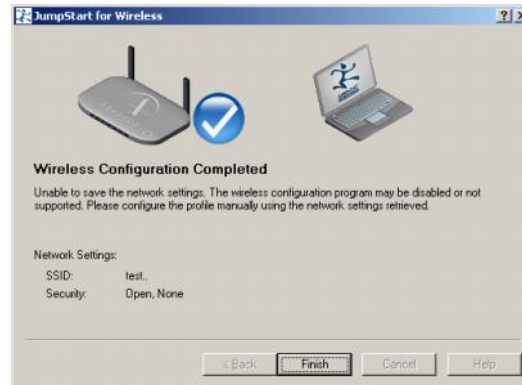 JumpStart for Wireless
Wireless Configuration Completed
Unable to save the network settings. The wireless configuration program may be disabled or not
supported. Please configure the profile manually using the network settings retrieved.
Network Settings:
SSID: test..
Security: Open, None
< Back Finish Cancel Help